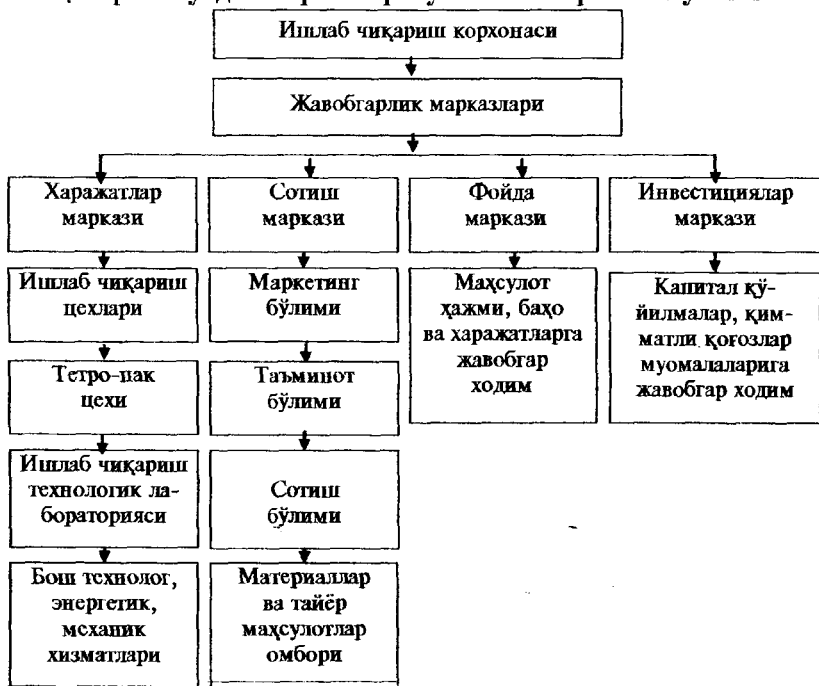 Ишлаб чиқариш корхонаси
Жавобгарлик марказлари
Харажатлар
маркази
Сотиш
маркази
Фойда
маркази
Инвестициялар
маркази
Ишлаб чиқариш
цехлари
Маркетинг
бўлими
Маҳсулот
ҳажми, баҳо
ва харажатларга
жавобгар
ходим
Капитал қў-
йилмалар, қим-
матли қоғозлар
муомалаларига
жавобгар ходим
Тетро-пак
цехи
Таъминот
бўлими
Ишлаб чиқариш
технологик ла-
бораторияси
Сотиш
бўлими
Бош технолог,
энергетик,
механик
хизматлари
Материаллар
ва тайёр
маҳсулотлар
омбори